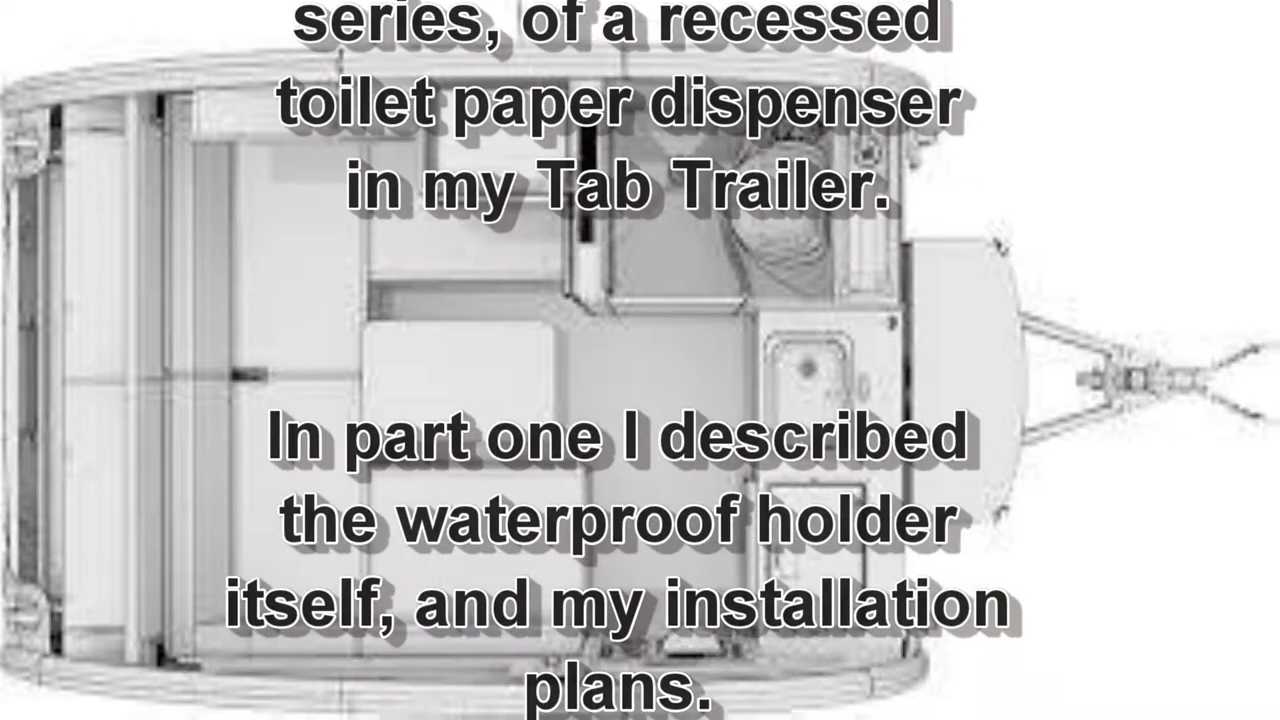 series, of a recessed
toilet paper dispenser
in my Tab Trailer.
In part one I described
the waterproof holder
itself, and my installation
plans.